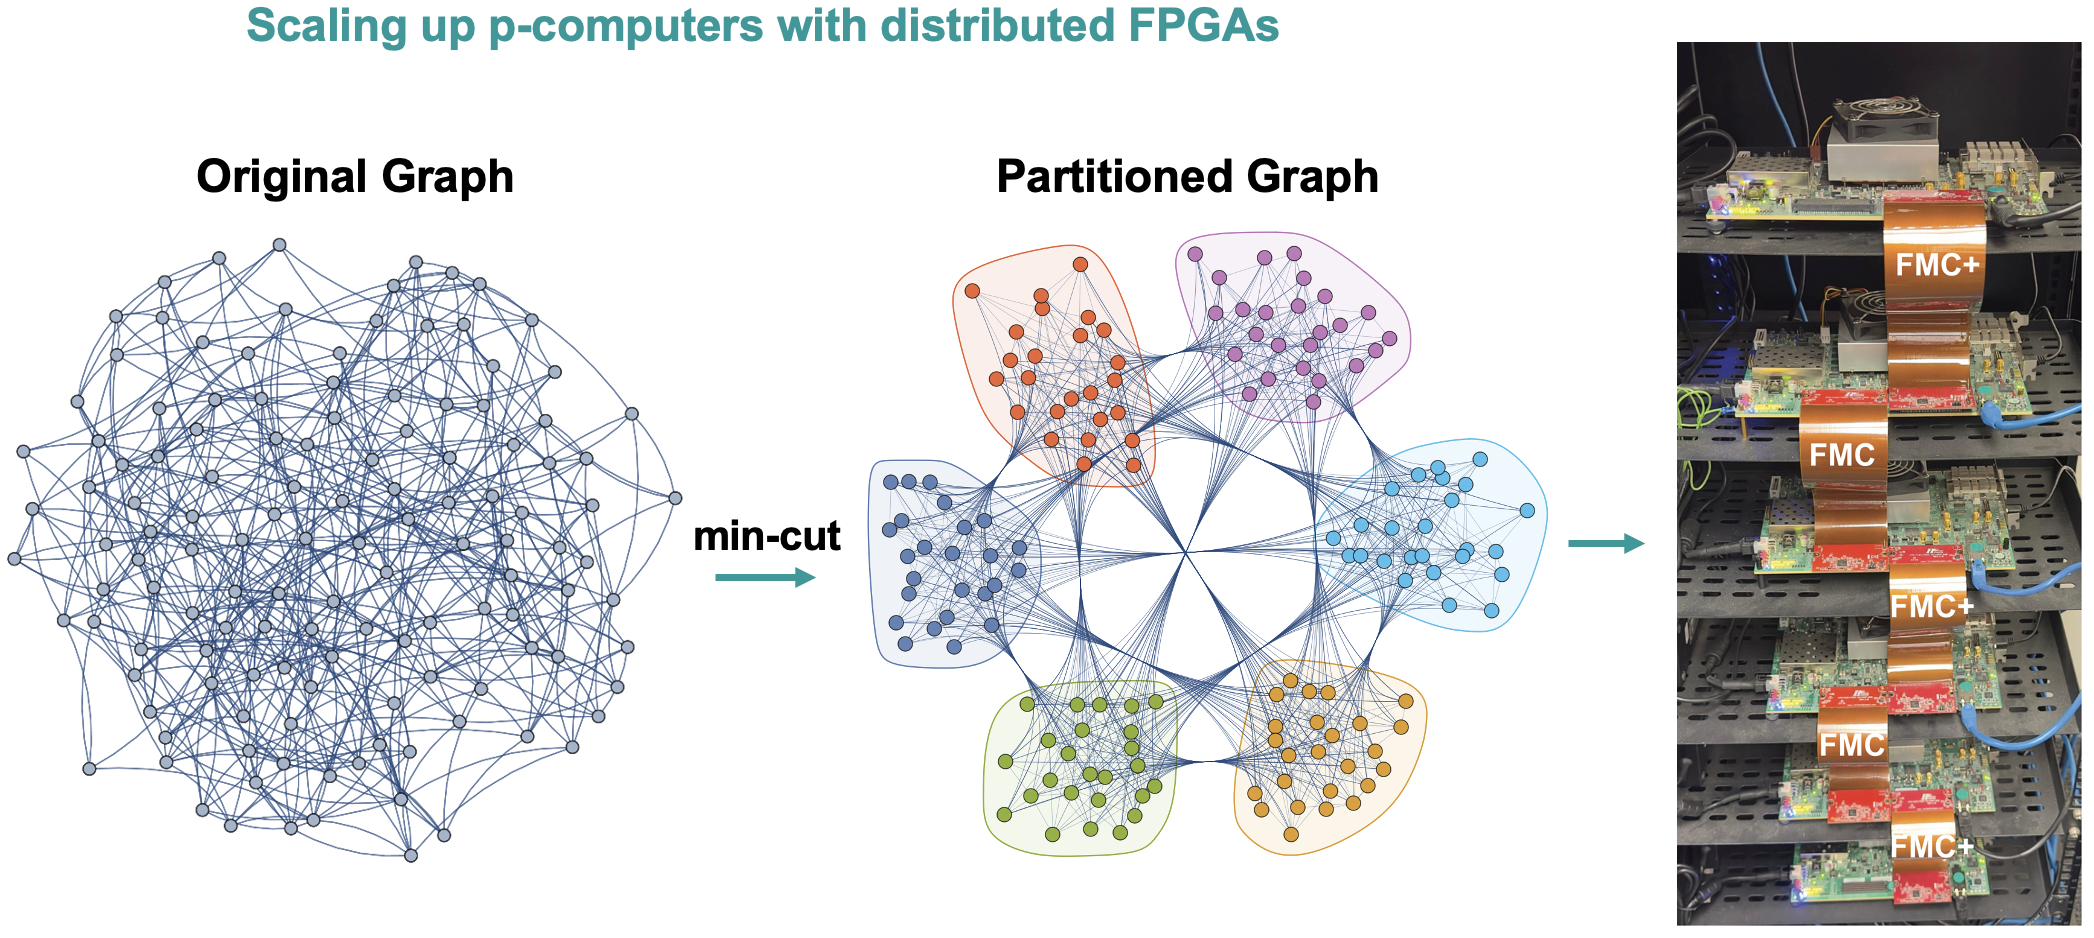 Scaling up p-computers with distributed FPGAs
Original Graph
Partitioned Graph
min-cut
FMC+
FMC
FMC+
FMC
FMC+